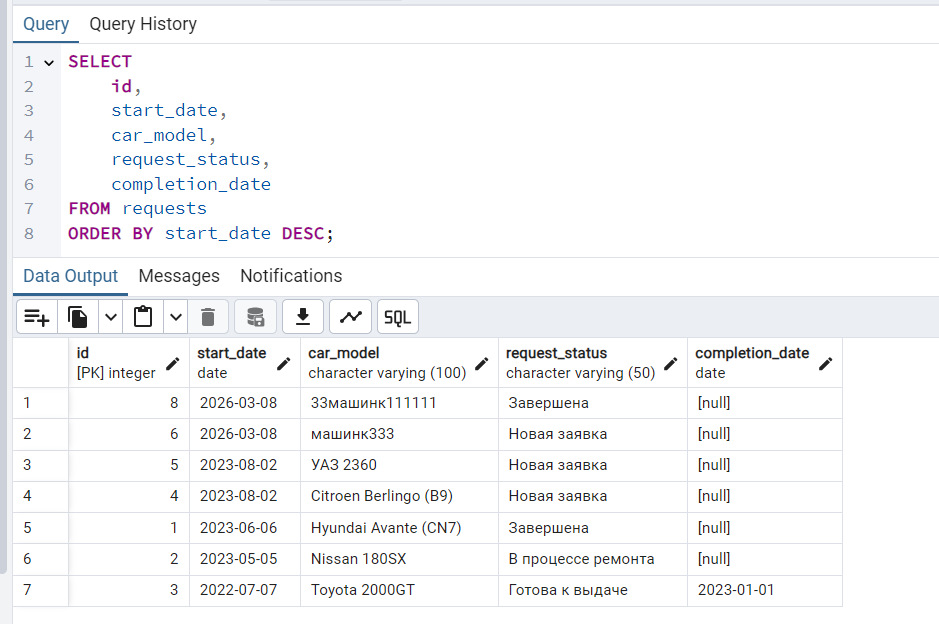 Query Query History
1 SELECT
2 id,
3 start_date,
4 car_model,
5 request_status,
6 completion_date
7 FROM requests
8 ORDER BY start_date DESC;
Data Output Messages Notifications
SQL
id start_date car_model request_status completion_date
[PK] integer date character varying (100) character varying (50) date
1 8 2026-03-08 33машинк111111 Завершена [null]
2 6 2026-03-08 машинк333 Новая заявка [null]
3 5 2023-08-02 УАЗ 2360 Новая заявка [null]
4 4 2023-08-02 Citroen Berlingo (B9) Новая заявка [null]
5 1 2023-06-06 Hyundai Avante (CN7) Завершена [null]
6 2 2023-05-05 Nissan 180SX В процессе ремонта [null]
7 3 2022-07-07 Toyota 2000GT Готова к выдаче 2023-01-01